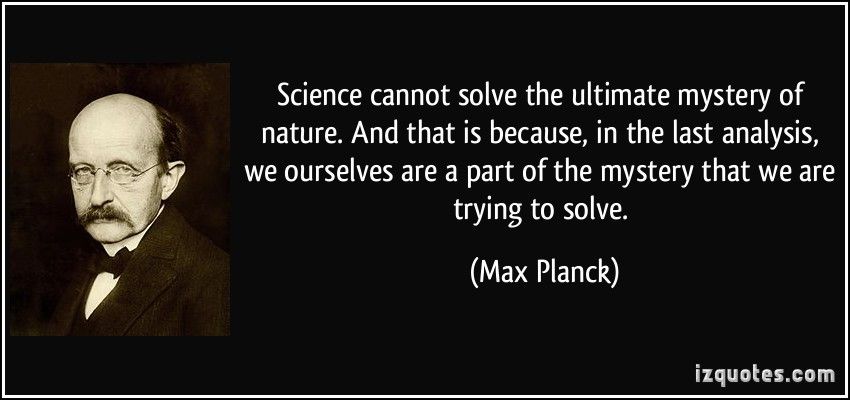 Science cannot solve the ultimate mystery of
nature. And that is because, in the last analysis,
we ourselves are a part of the mystery that we are
trying to solve.
(Max Planck)
izquotes.com